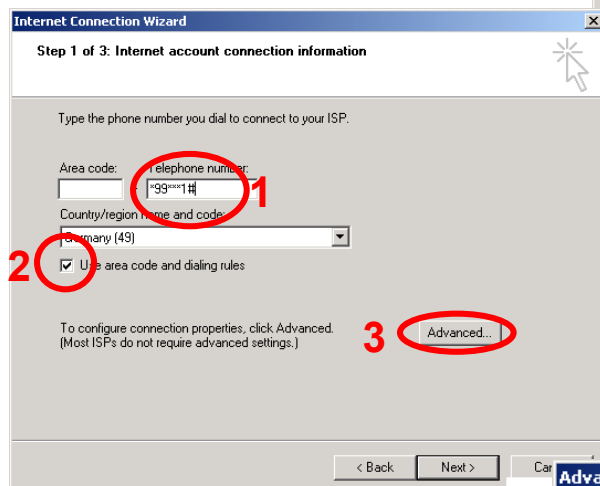 Internet Connection Wizard
Step 1 of 3: Internet account connection information
Type the phone number you dial to connect to your ISP.
Area code: Telephone number:
- *99***1#
1
Country/region name and code:
Germany (49)
2
Use area code and dialing rules
To configure connection properties, click Advanced.
(Most ISPs do not require advanced settings.)
3
Advanced...
< Back Next > Can
Adva